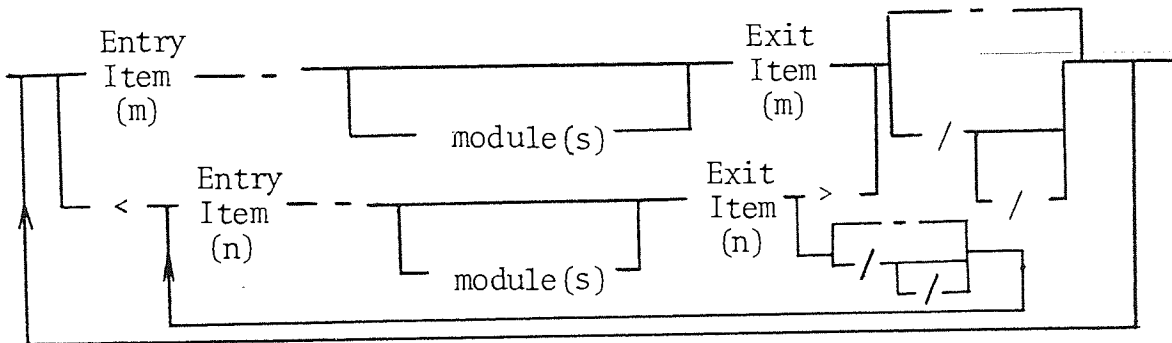 Entry
Item
(m)
-
module(s)
Exit
Item
(m)
-
/
/
<
Entry
Item
(n)
-
module(s)
Exit
Item
(n)
>
-
/
/